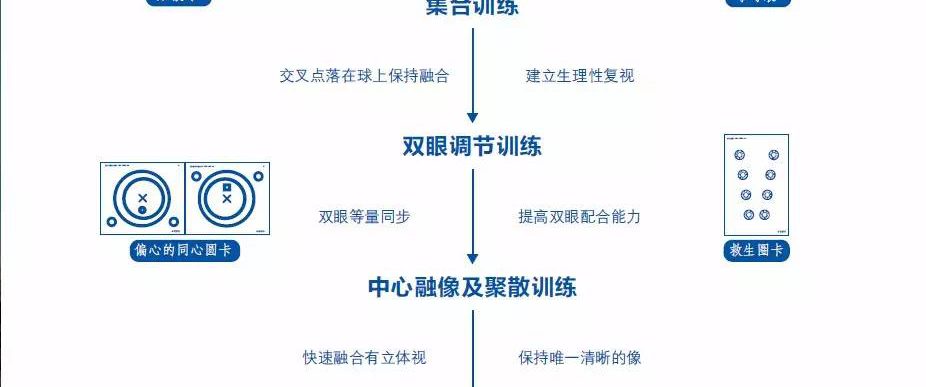 集合训练
交叉点落在球上保持融合
建立生理性复视
双眼调节训练
双眼等量同步
提高双眼配合能力
偏心的同心圆卡
救生圈卡
中心融像及聚散训练
快速融合有立体视
保持唯一清晰的像